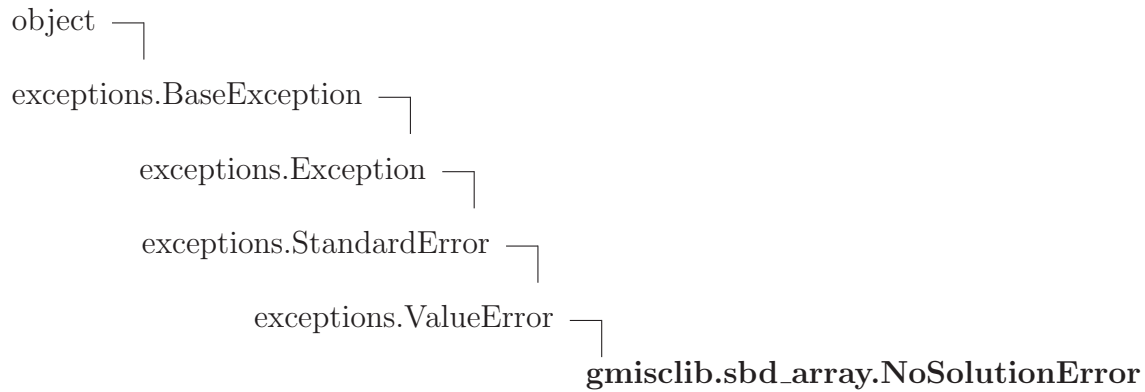 object
exceptions.BaseException
exceptions.Exception
exceptions.StandardError
exceptions.ValueError
gmisclib.sbd_array.NoSolutionError